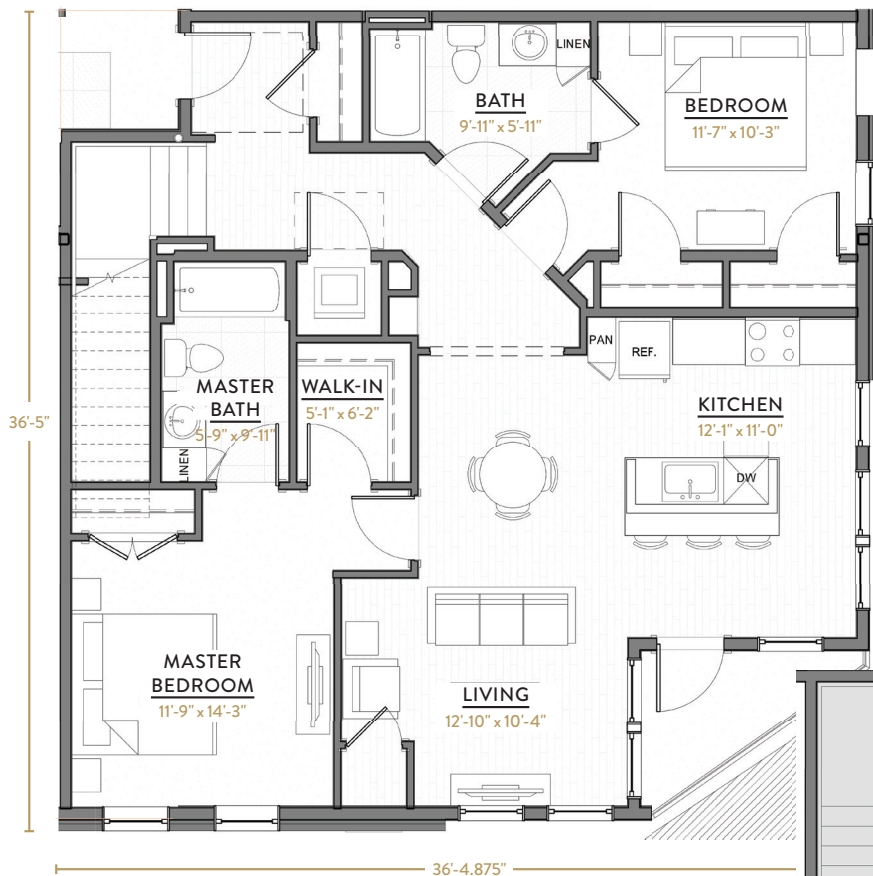 LINEN
BATH
9'-11" x 5'-11"
BEDROOM
11'-7" x 10'-3"
PAN
REF.
MASTER
BATH
5'-9" x 9'-11"
WALK-IN
5'-1" x 6'-2"
KITCHEN
12'-1" x 11'-0"
36'-5"
LINEN
DW
MASTER
BEDROOM
11'-9" x 14'-3"
LIVING
12'-10" x 10'-4"
36'-4.875"